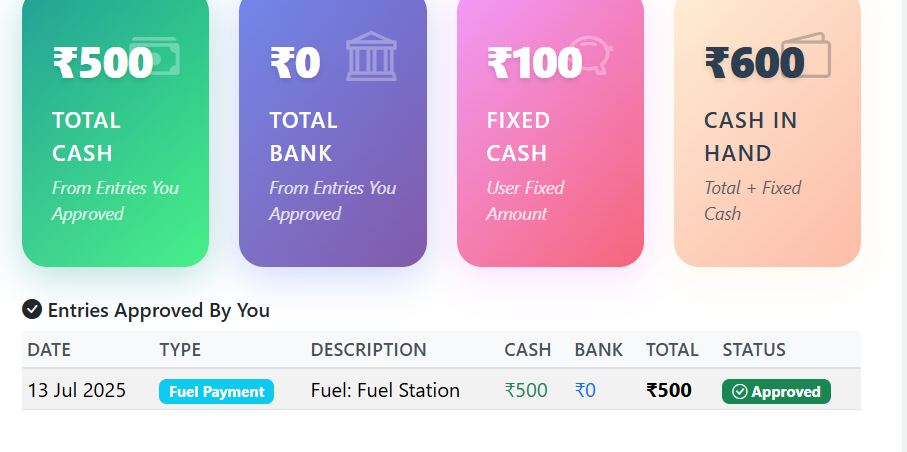 ₹500
TOTAL
CASH
From Entries You
Approved
₹0
TOTAL
BANK
From Entries You
Approved
₹100
FIXED
CASH
User Fixed
Amount
₹600
CASH IN
HAND
Total + Fixed
Cash
Entries Approved By You
DATE TYPE DESCRIPTION CASH BANK TOTAL STATUS
13 Jul 2025 Fuel Payment Fuel: Fuel Station ₹500 ₹0 ₹500 Approved